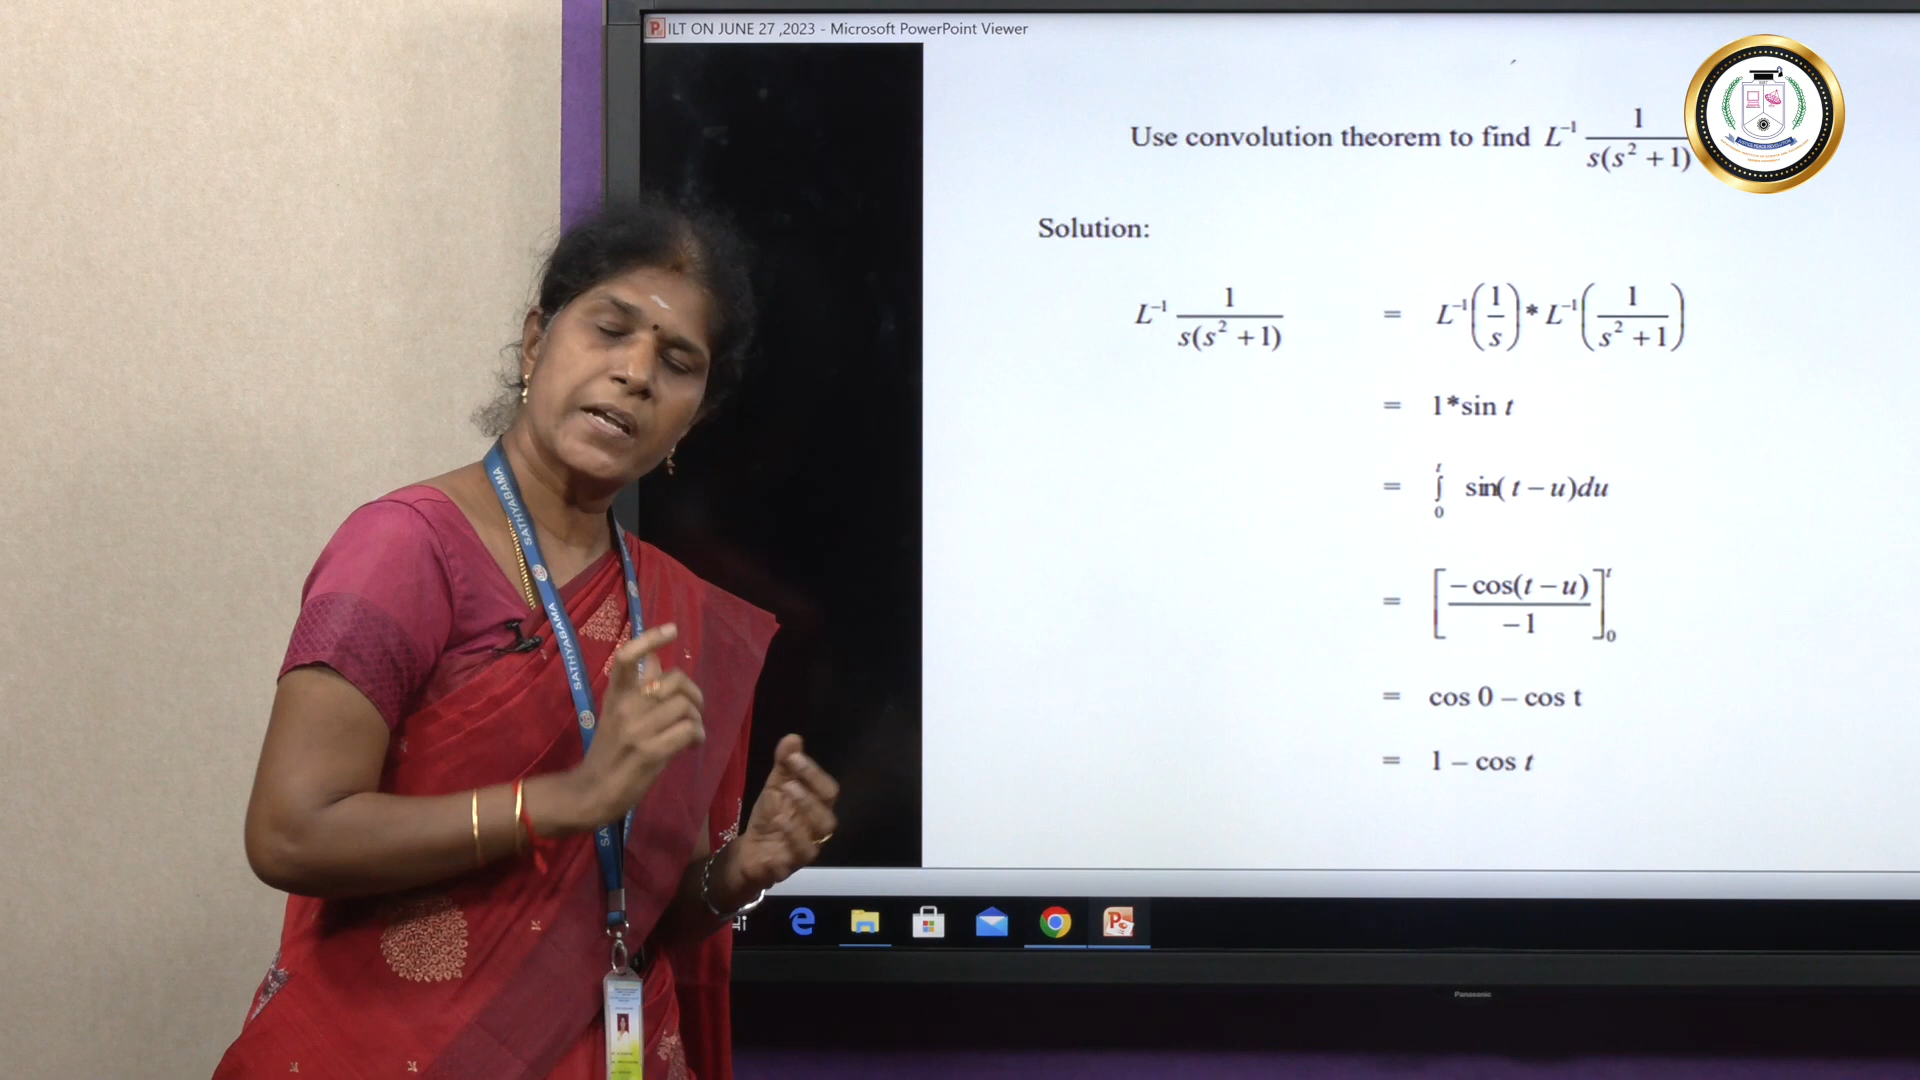 ILT ON JUNE 27 ,2023 - Microsoft PowerPoint Viewer
Use convolution theorem to find L⁻¹ 1/(s(s² + 1))
Solution:
L⁻¹ 1/(s(s² + 1)) = L⁻¹(1/s) * L⁻¹(1/(s² + 1))
= 1*sin t
= ∫₀ᵗ sin( t – u)du
= [– cos(t – u)/–1]₀ᵗ
= cos 0 – cos t
= 1 – cos t
SATHYABAMA
SATHYABAMA
Panasonic